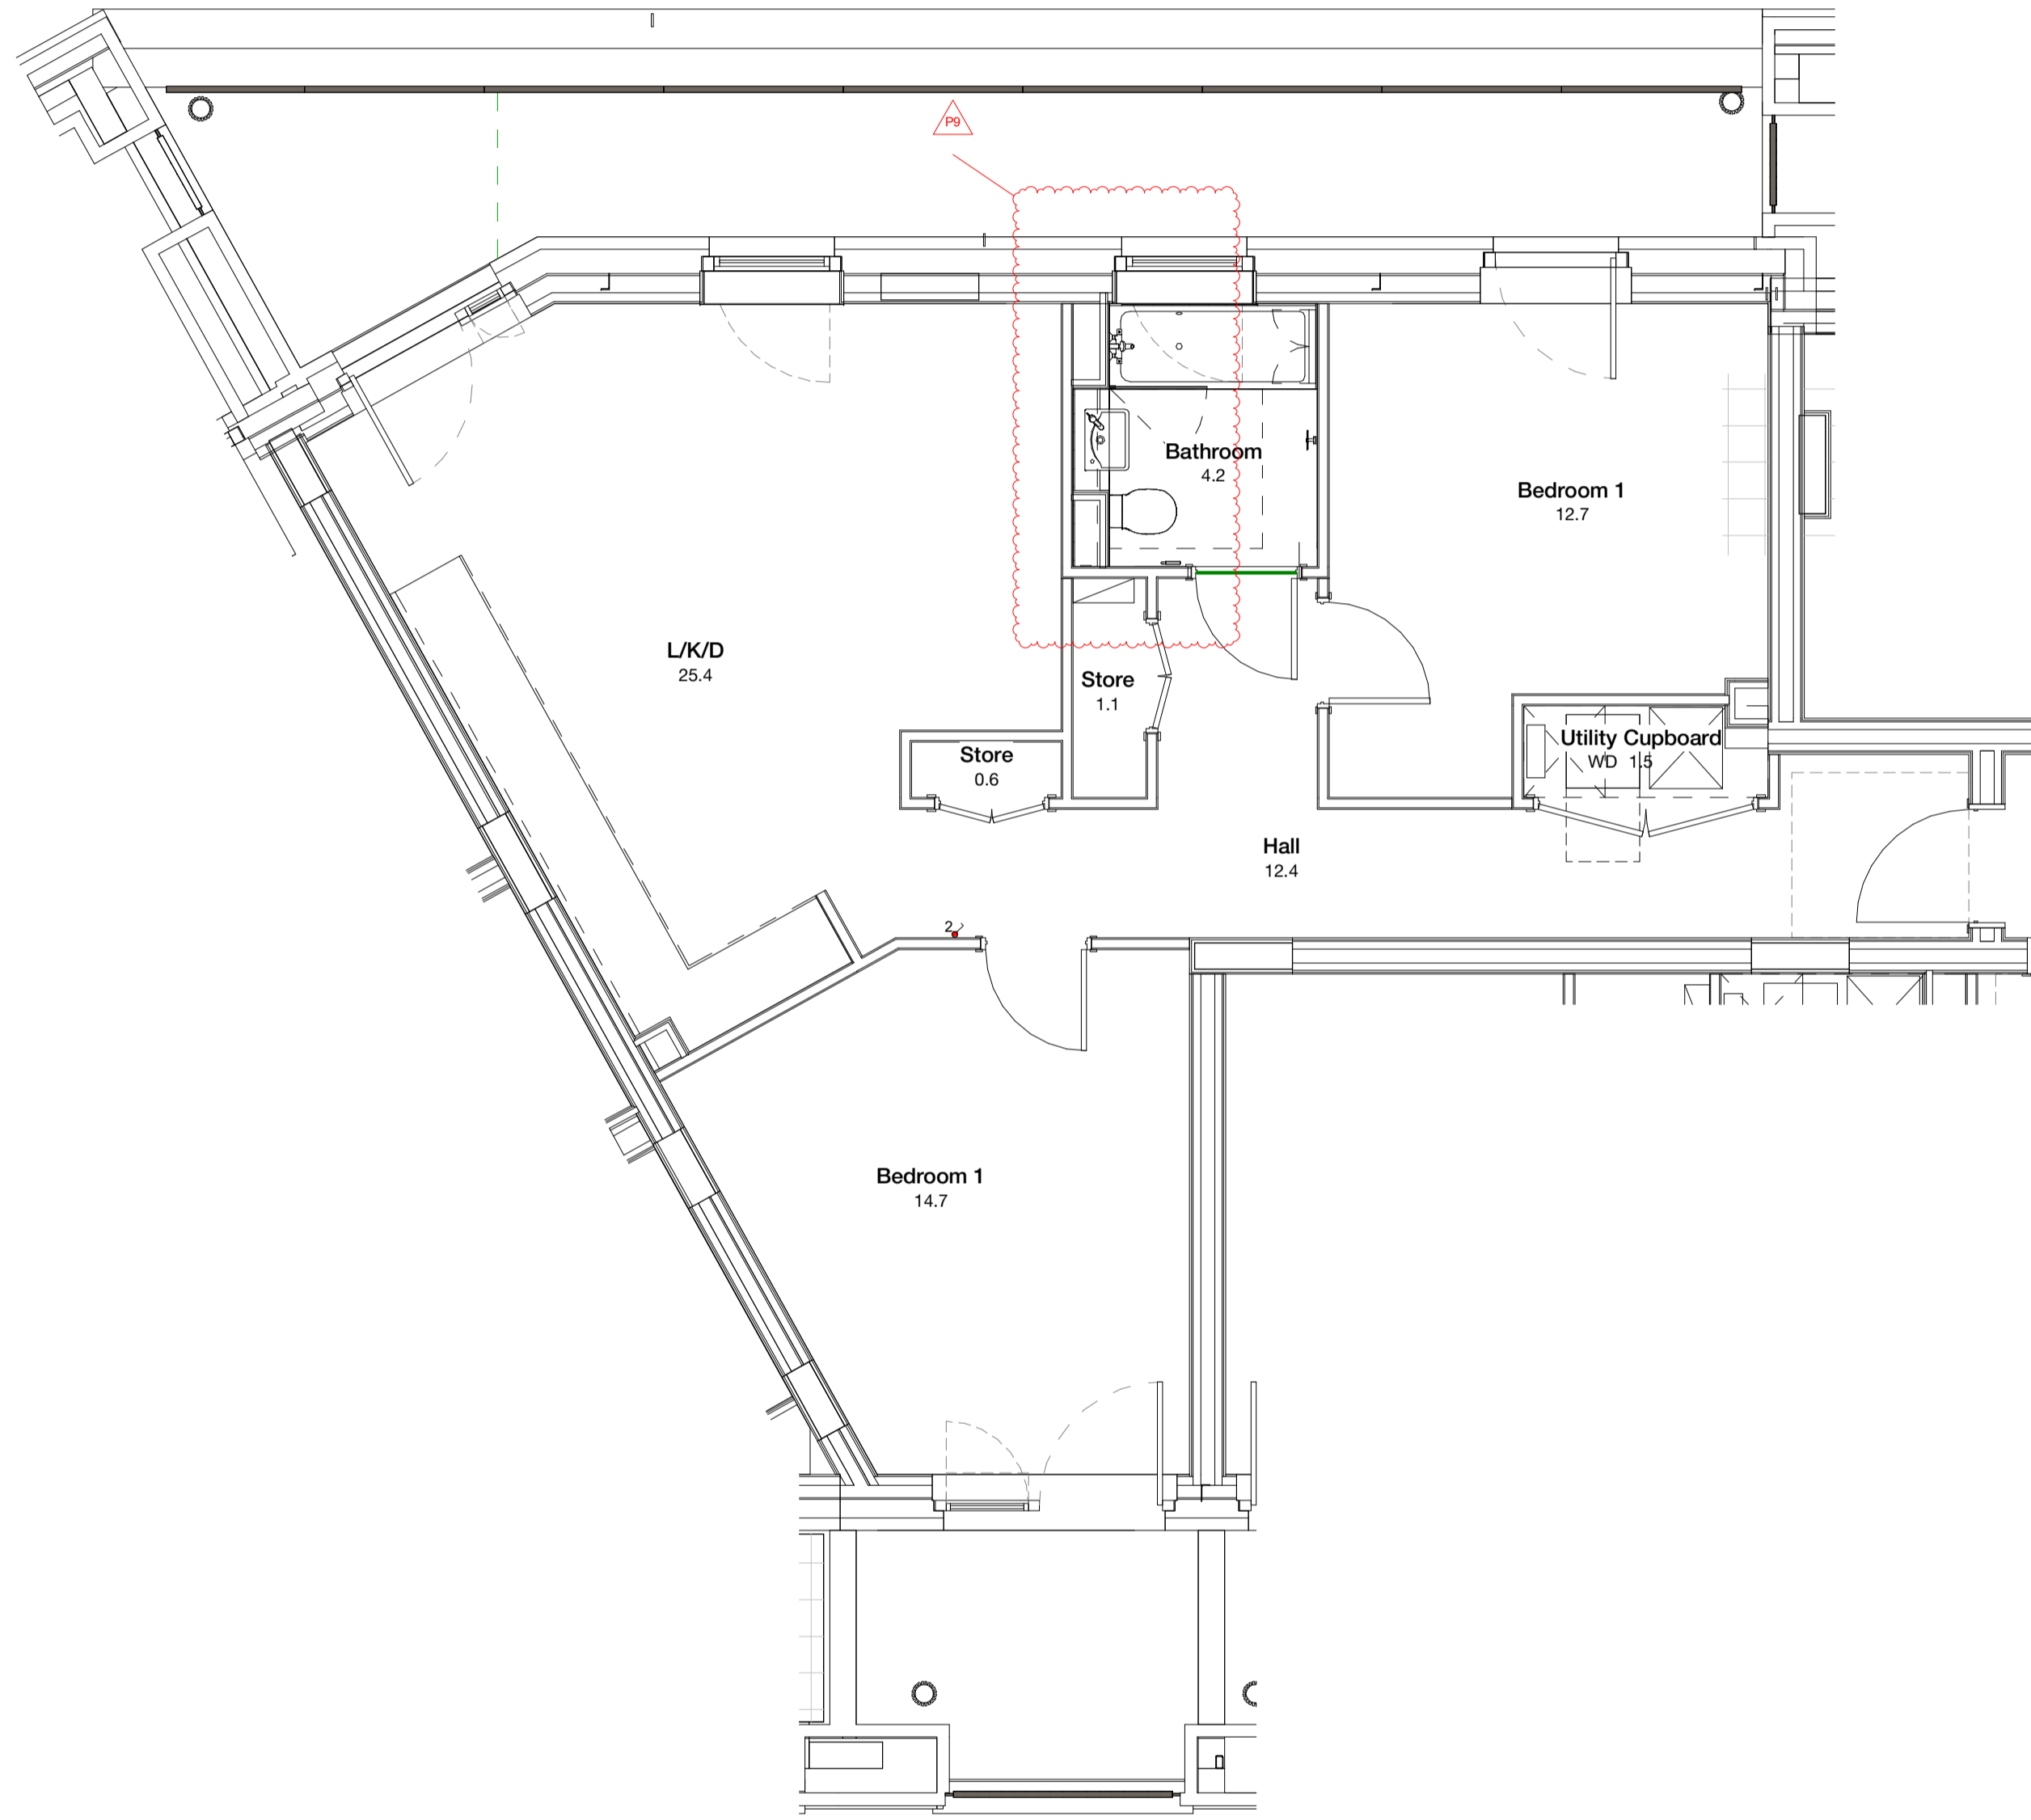 P9
Bathroom
4.2
Bedroom 1
12.7
L/K/D
25.4
Store
1.1
Store
0.6
Utility Cupboard
WD 1.5
Hall
12.4
2
Bedroom 1
14.7